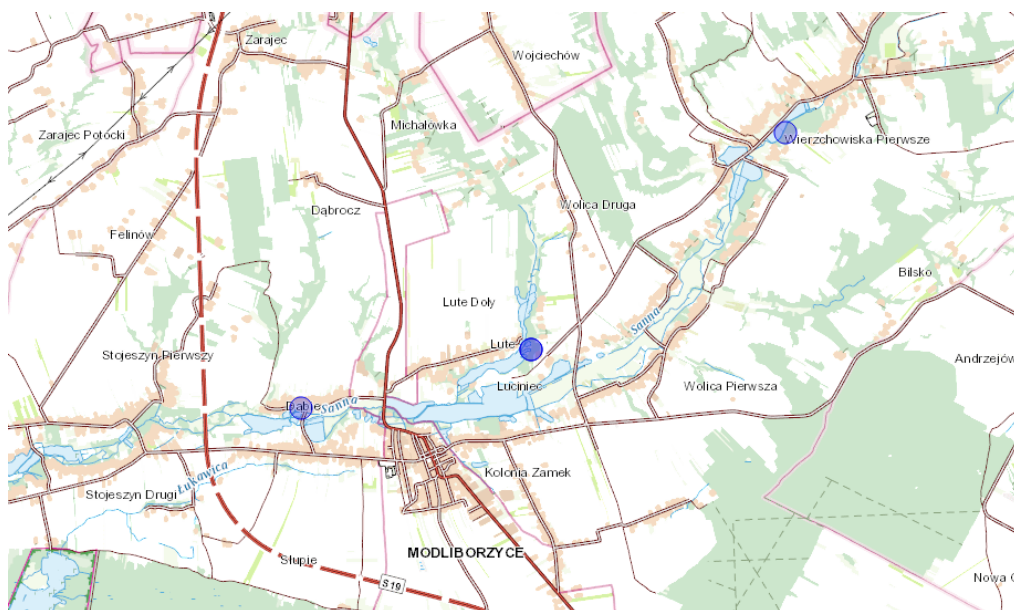 Zarajec
Wojciechów
Zarajec Potocki
Michałówka
Wierzchowiska Pierwsze
Dąbrocz
Wolica Druga
Felinów
Bilsko
Lute Doły
Sanna
Lute
Stojeszyn Pierwszy
Andrzejów
Luciniec
Wolica Pierwsza
Dąbie
Sanna
Łukawica
Kolonia Zamek
Stojeszyn Drugi
MODLIBORZYCE
Słupie
S19
Nowa